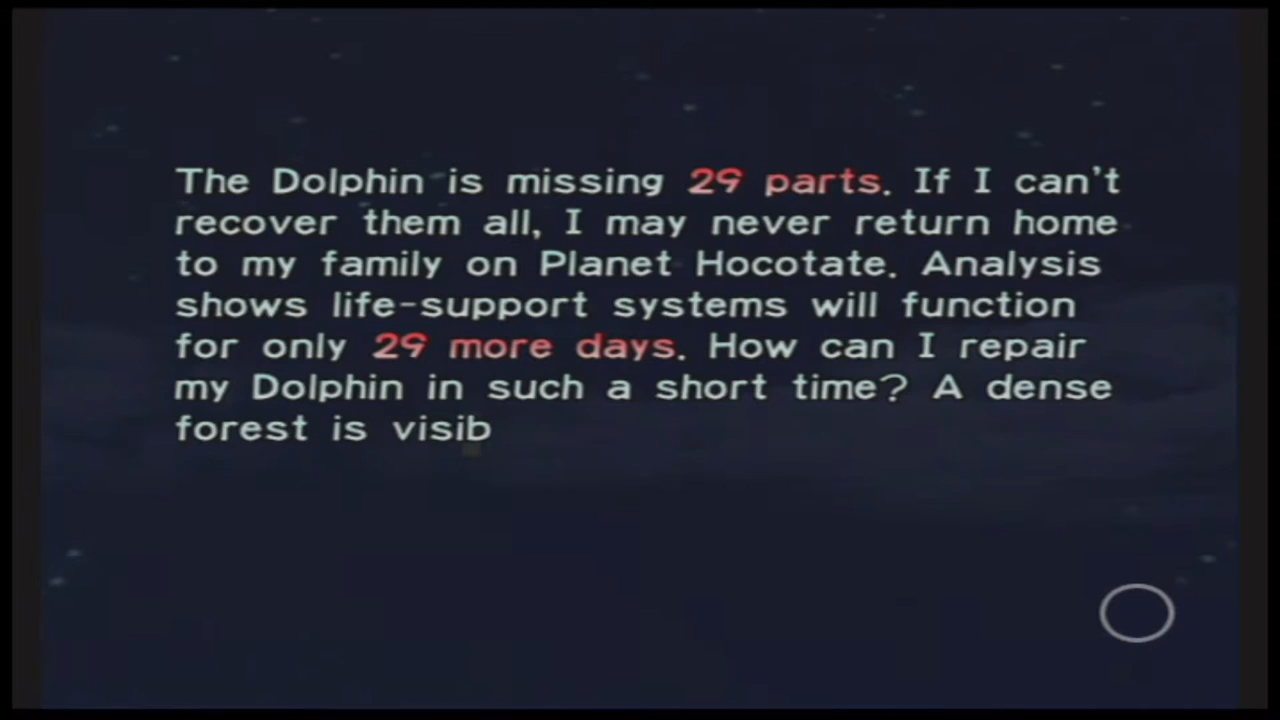 The Dolphin is missing 29 parts. If I can't
recover them all, I may never return home
to my family on Planet Hocotate. Analysis
shows life-support systems will function
for only 29 more days. How can I repair
my Dolphin in such a short time? A dense
forest is visib